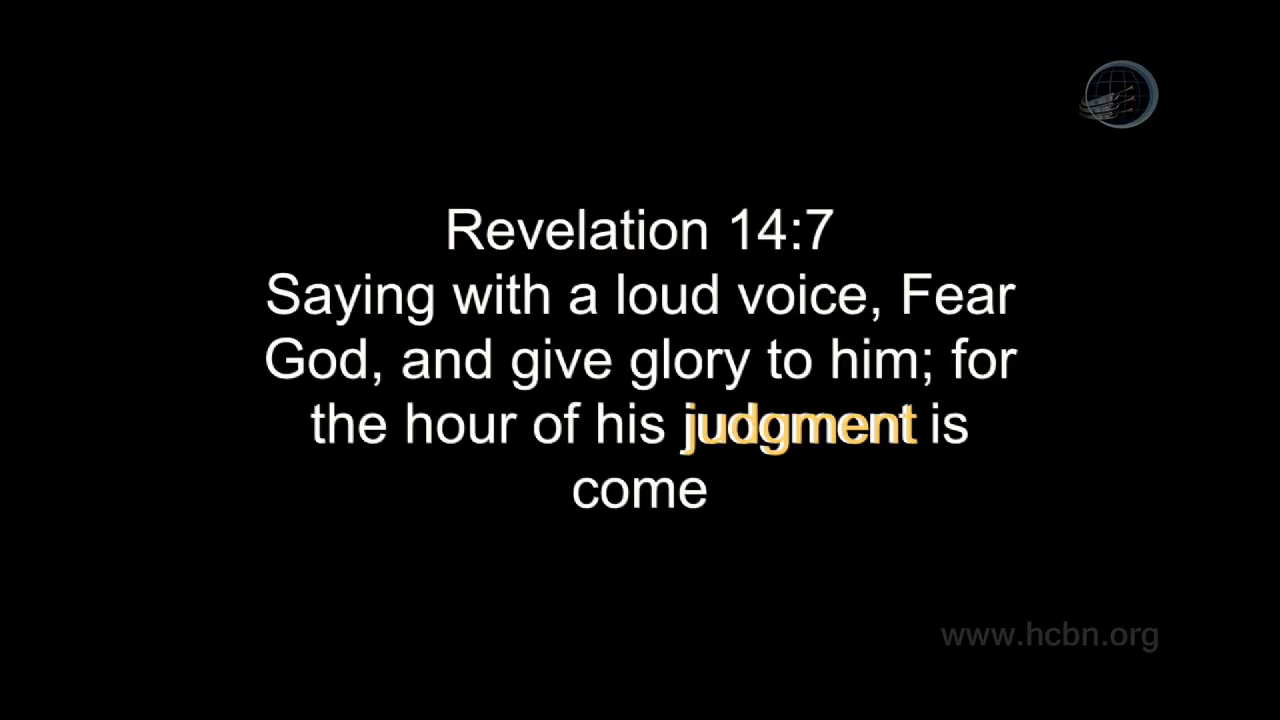 Revelation 14:7
Saying with a loud voice, Fear
God, and give glory to him; for
the hour of his judgment is
come
www.hcbn.org